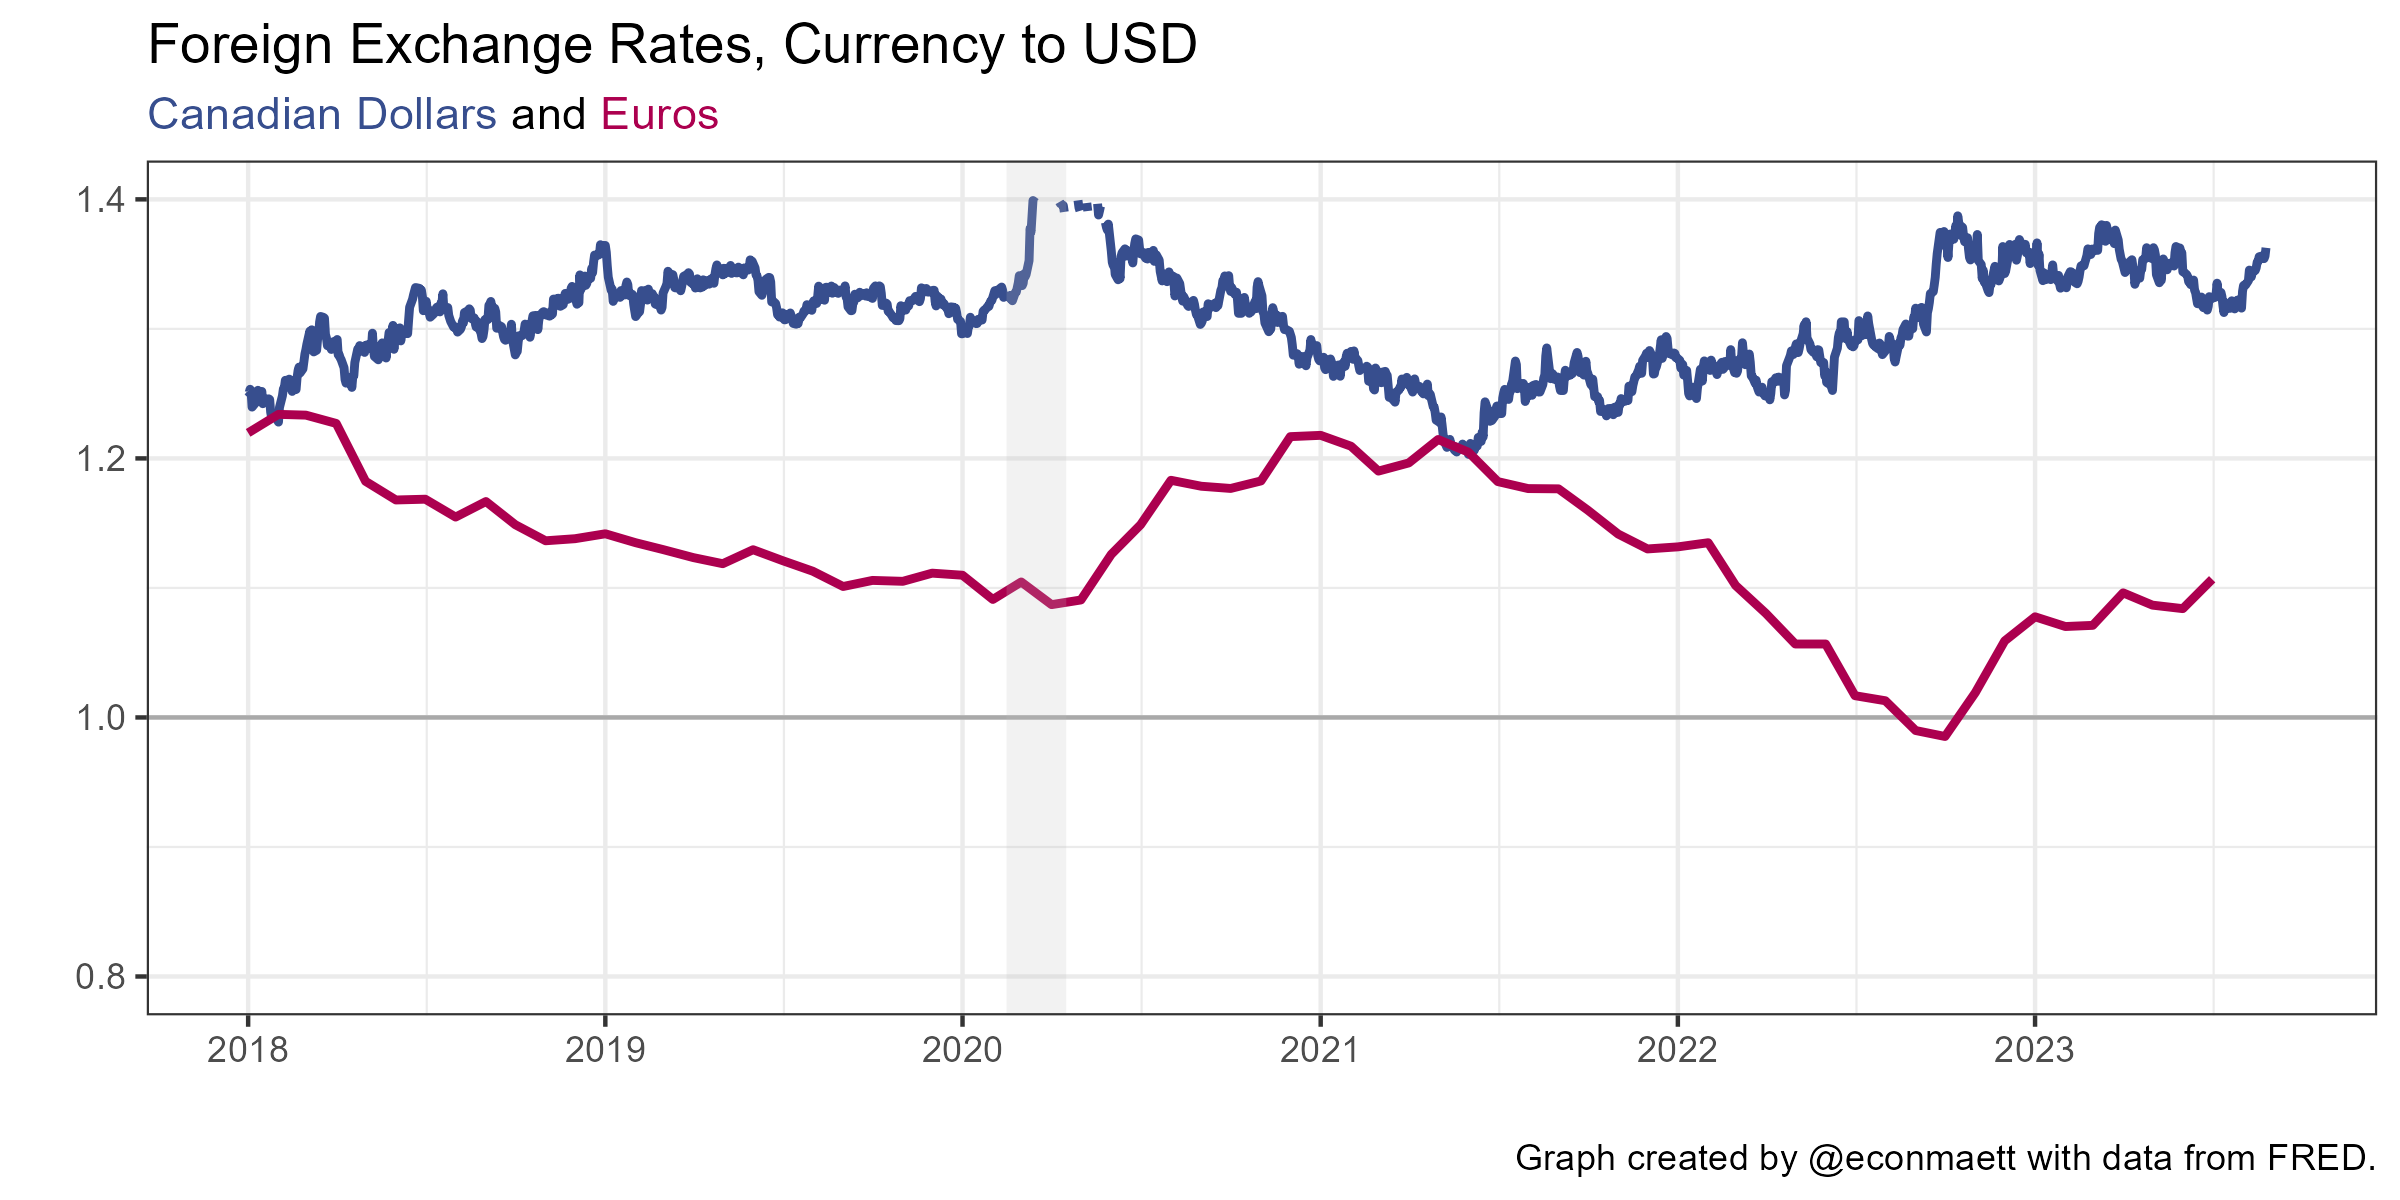 Foreign Exchange Rates, Currency to USD
Canadian Dollars and Euros
1.4
1.2
1.0
0.8
2018 2019 2020 2021 2022 2023
Graph created by @econmaett with data from FRED.